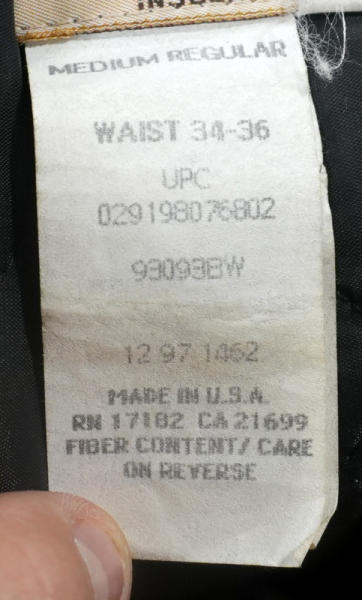 MEDIUM REGULAR
WAIST 34-36
UPC
029198076802
93093BW
12 97 1462
MADE IN U.S.A.
RN 17182 CA 21699
FIBER CONTENT/ CARE
ON REVERSE